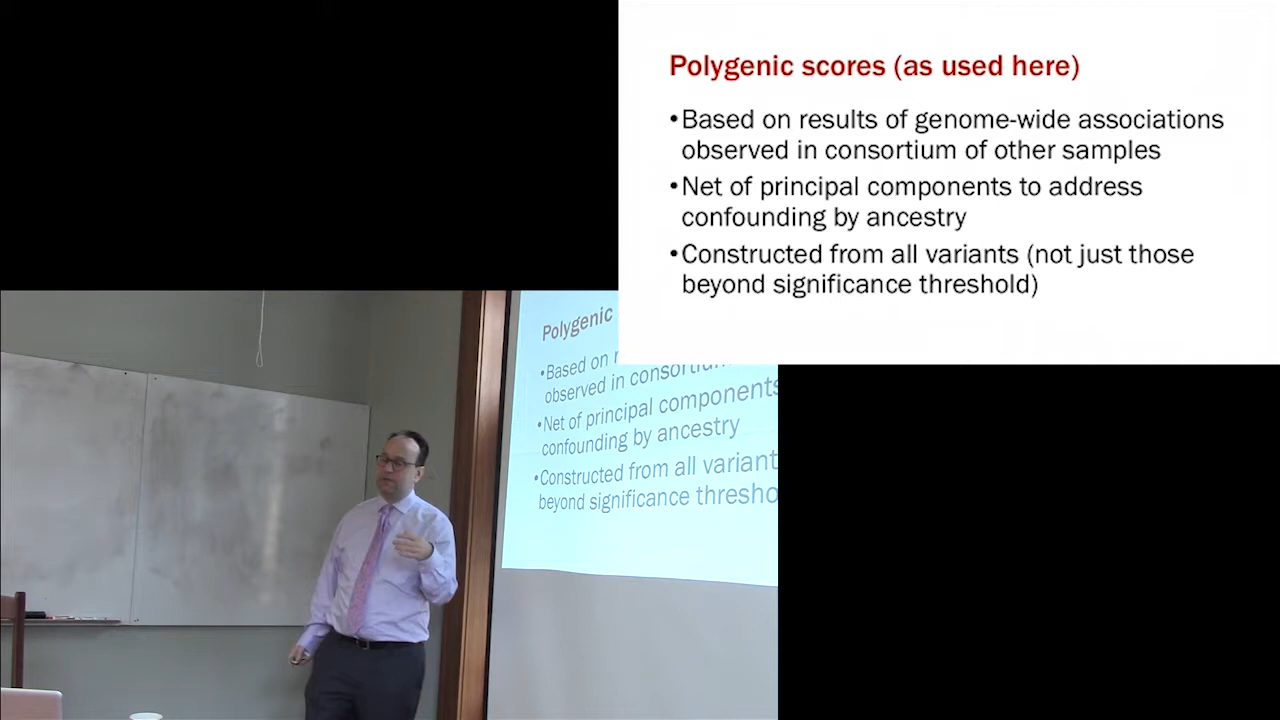 Polygenic scores (as used here)
•Based on results of genome-wide associations
observed in consortium of other samples
•Net of principal components to address
confounding by ancestry
•Constructed from all variants (not just those
beyond significance threshold)
Polygenic
•Based on
observed in consortium
•Net of principal components
confounding by ancestry
•Constructed from all variant
beyond significance thresho